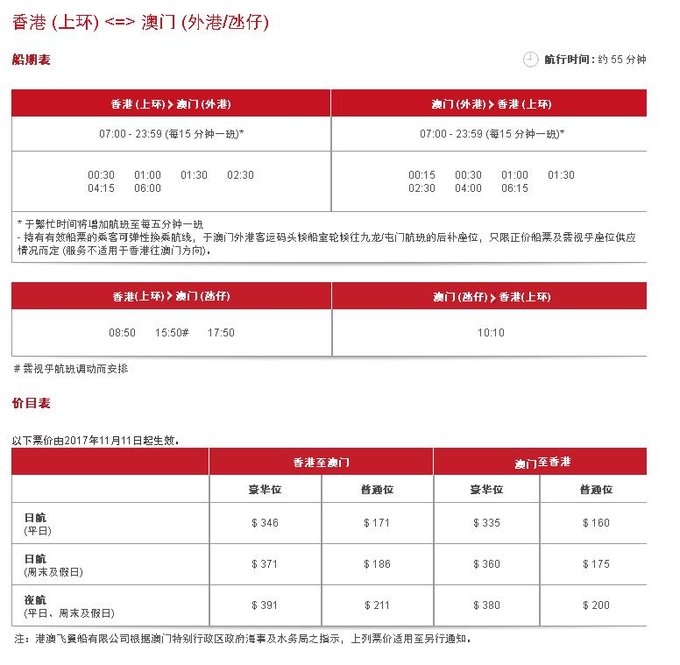 香港 (上环) <=> 澳门 (外港/氹仔)
船期表
航行时间: 约 55 分钟
香港 (上环) > 澳门 (外港)
澳门 (外港) > 香港 (上环)
07:00 - 23:59 (每15 分钟一班)*
07:00 - 23:59 (每15 分钟一班)*
00:30 01:00 01:30 02:30
04:15 06:00
00:15 00:30 01:00 01:30
02:30 04:00 06:15
* 于繁忙时间将增加航班至每五分钟一班
- 持有有效船票的乘客可弹性换乘航线，于澳门外港客运码头候船室轮候往九龙/屯门航班的后补座位，只限正价船票及需视乎座位供应
情况而定 (服务不适用于香港往澳门方向)。
香港(上环) > 澳门 (氹仔)
澳门 (氹仔) > 香港(上环)
08:50 15:50# 17:50
10:10
# 需视乎航班调动而安排
价目表
以下票价由2017年11月11日起生效。
香港至澳门 澳门至香港
豪华位 普通位 豪华位 普通位
日航
(平日)
$ 346 $ 171 $ 335 $ 160
日航
(周末及假日)
$ 371 $ 186 $ 360 $ 175
夜航
(平日、周末及假日)
$ 391 $ 211 $ 380 $ 200
注：港澳飞翼船有限公司根据澳门特别行政区政府海事及水务局之指示，上列票价适用至另行通知。